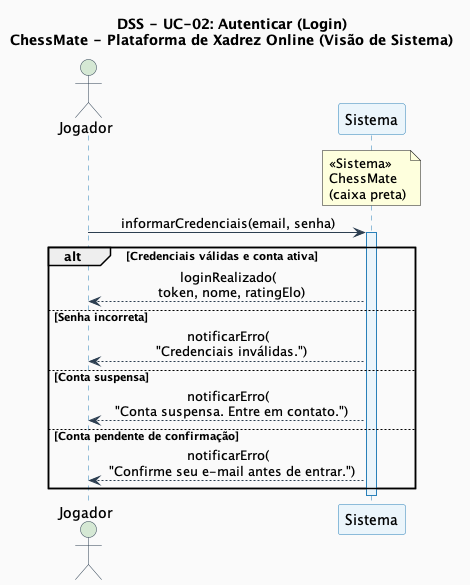 DSS - UC-02: Autenticar (Login)
ChessMate - Plataforma de Xadrez Online (Visão de Sistema)
Jogador
Sistema
«Sistema»
ChessMate
(caixa preta)
informarCredenciais(email, senha)
alt
[Credenciais válidas e conta ativa]
loginRealizado(
token, nome, ratingElo)
[Senha incorreta]
notificarErro(
"Credenciais inválidas.")
[Conta suspensa]
notificarErro(
"Conta suspensa. Entre em contato.")
[Conta pendente de confirmação]
notificarErro(
"Confirme seu e-mail antes de entrar.")
Jogador
Sistema